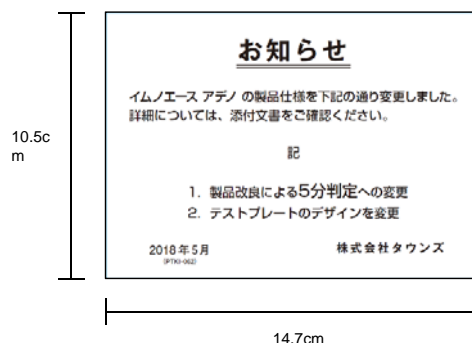 お知らせ
イムノエース アデノ の製品仕様を下記の通り変更しました。
詳細については、添付文書をご確認ください。
記
1. 製品改良による5分判定への変更
2. テストプレートのデザインを変更
2018年5月
株式会社タウンズ
10.5c
m
14.7cm